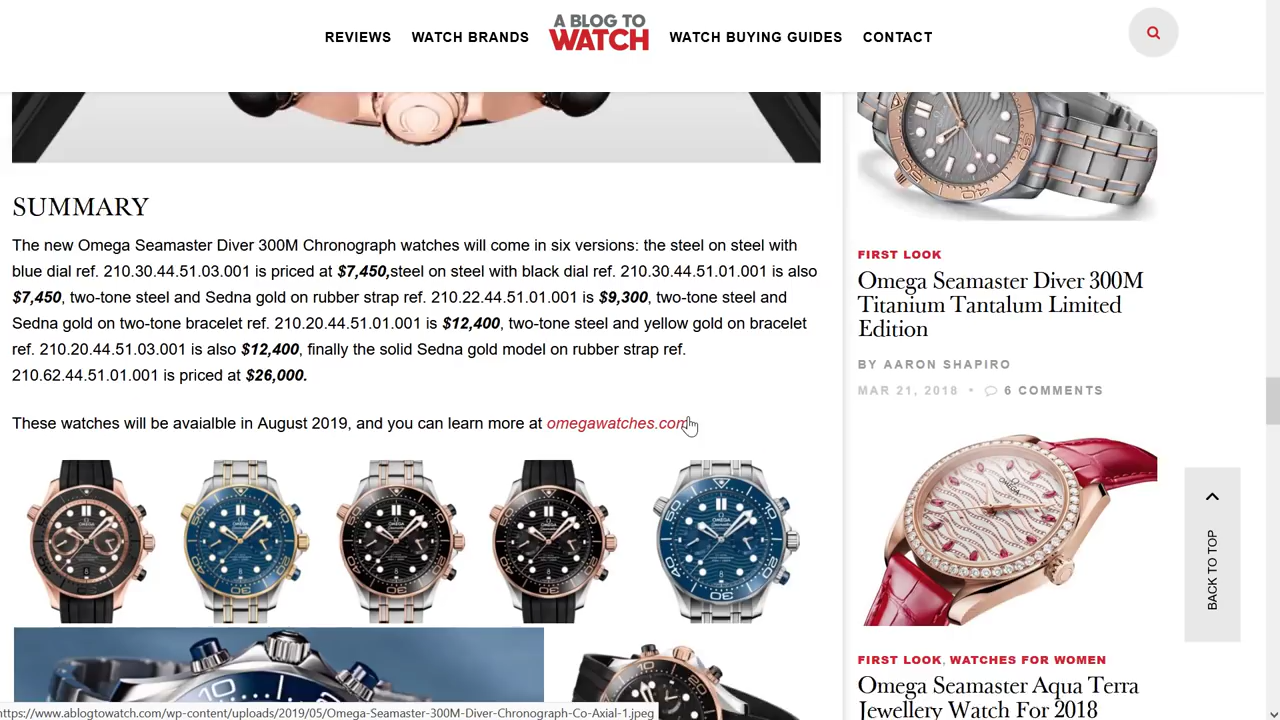 REVIEWS
WATCH BRANDS
A BLOG TO
WATCH
WATCH BUYING GUIDES
CONTACT
SUMMARY
The new Omega Seamaster Diver 300M Chronograph watches will come in six versions: the steel on steel with
blue dial ref. 210.30.44.51.03.001 is priced at $7,450,steel on steel with black dial ref. 210.30.44.51.01.001 is also
$7,450, two-tone steel and Sedna gold on rubber strap ref. 210.22.44.51.01.001 is $9,300, two-tone steel and
Sedna gold on two-tone bracelet ref. 210.20.44.51.01.001 is $12,400, two-tone steel and yellow gold on bracelet
ref. 210.20.44.51.03.001 is also $12,400, finally the solid Sedna gold model on rubber strap ref.
210.62.44.51.01.001 is priced at $26,000.
These watches will be avaialble in August 2019, and you can learn more at omegawatches.com
FIRST LOOK
Omega Seamaster Diver 300M
Titanium Tantalum Limited
Edition
BY AARON SHAPIRO
MAR 21, 2018 • 6 COMMENTS
FIRST LOOK, WATCHES FOR WOMEN
Omega Seamaster Aqua Terra
Jewellery Watch For 2018
BACK TO TOP
https://www.ablogtowatch.com/wp-content/uploads/2019/05/Omega-Seamaster-300M-Diver-Chronograph-Co-Axial-1.jpeg